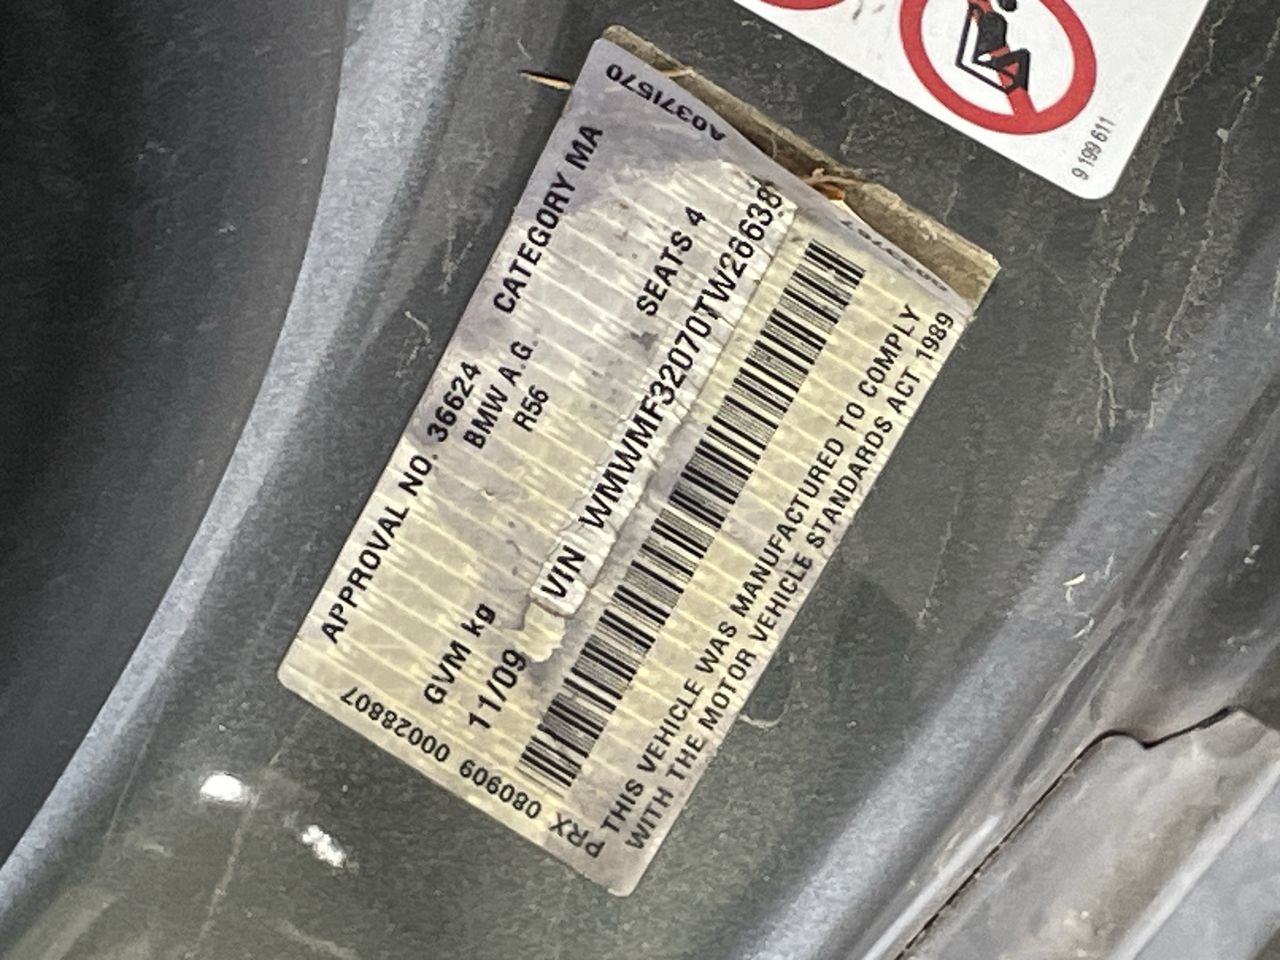 A0371570
APPROVAL NO. 36624 CATEGORY MA
BMW A.G.
R56
GVM kg SEATS 4
11/09
VIN WMWMF32070TW26638
THIS VEHICLE WAS MANUFACTURED TO COMPLY
WITH THE MOTOR VEHICLE STANDARDS ACT 1989
PRX 080909 00028807
9 199 611